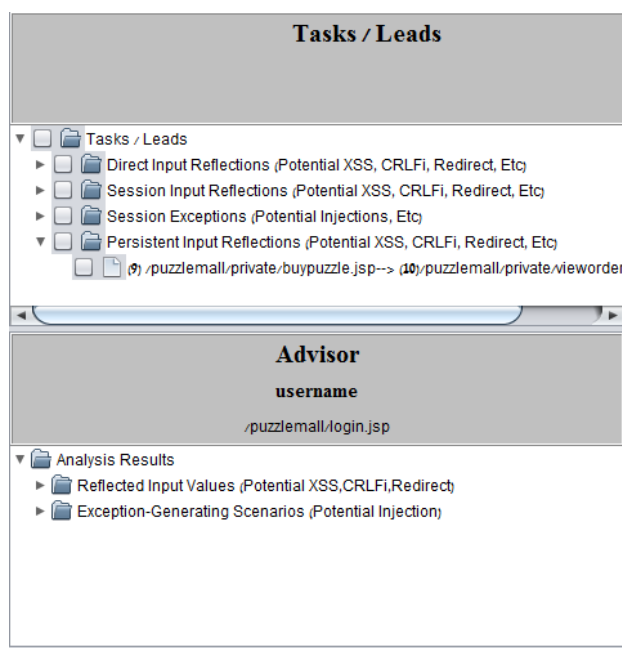 Tasks / Leads
Tasks / Leads
Direct Input Reflections (Potential XSS, CRLFi, Redirect, Etc)
Session Input Reflections (Potential XSS, CRLFi, Redirect, Etc)
Session Exceptions (Potential Injections, Etc)
Persistent Input Reflections (Potential XSS, CRLFi, Redirect, Etc)
(9) /puzzlemall/private/buypuzzle.jsp--> (10)/puzzlemall/private/vieworder
Advisor
username
/puzzlemall/login.jsp
Analysis Results
Reflected Input Values (Potential XSS,CRLFi,Redirect)
Exception-Generating Scenarios (Potential Injection)